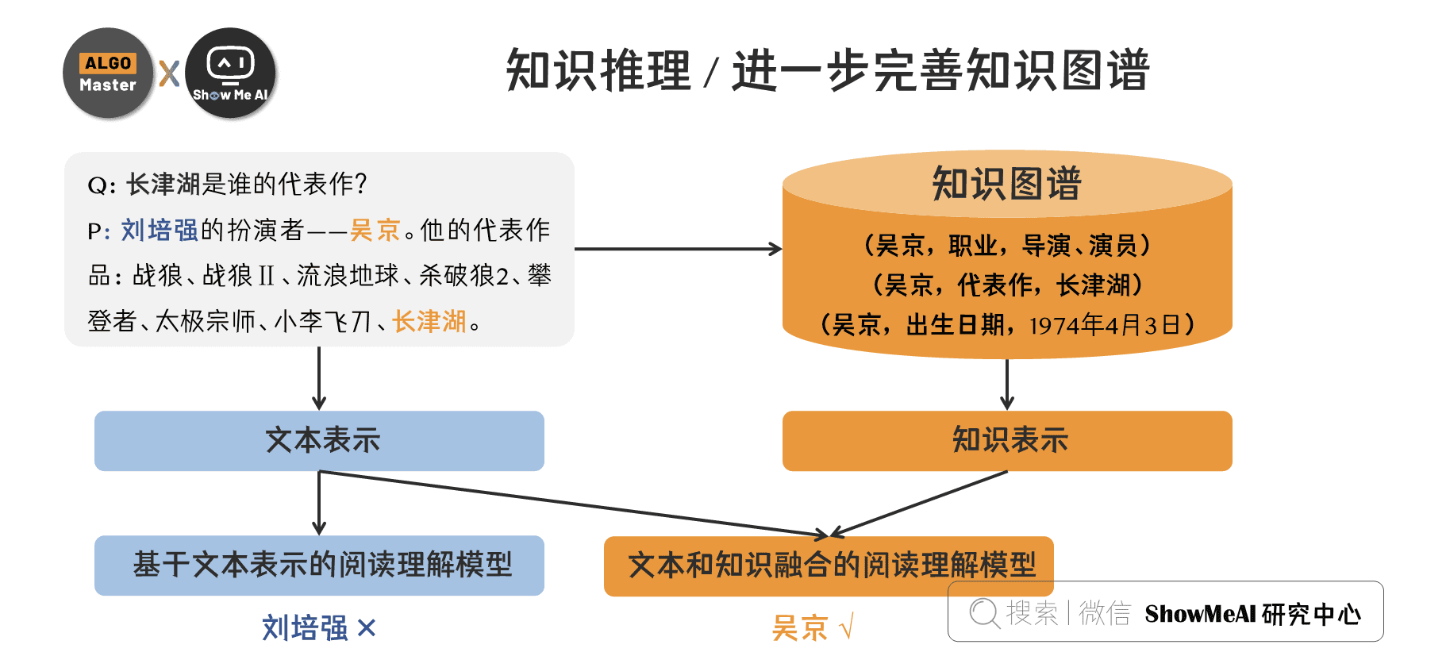 ALGO
Master
X
Show Me AI
知识推理 / 进一步完善知识图谱
Q: 长津湖是谁的代表作?
P: 刘培强的扮演者——吴京。他的代表作
品: 战狼、战狼Ⅱ、流浪地球、杀破狼2、攀
登者、太极宗师、小李飞刀、长津湖。
知识图谱
(吴京, 职业, 导演、演员)
(吴京, 代表作, 长津湖)
(吴京, 出生日期, 1974年4月3日)
文本表示
知识表示
基于文本表示的阅读理解模型
文本和知识融合的阅读理解模型
刘培强 ×
吴京 √
搜索 | 微信 ShowMeAI 研究中心